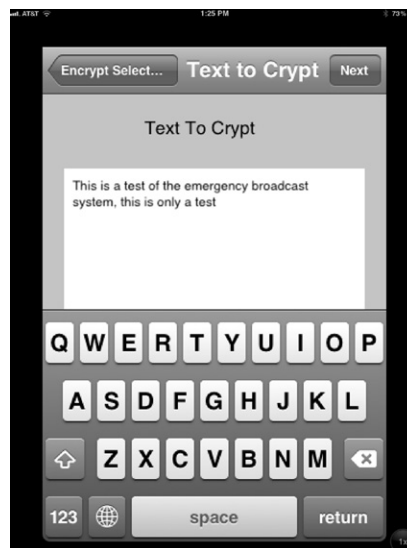 AT&T 1:25 PM 73%
Encrypt Select... Text to Crypt Next
Text To Crypt
This is a test of the emergency broadcast
system, this is only a test
Q W E R T Y U I O P
A S D F G H J K L
Z X C V B N M
123 space return
1x